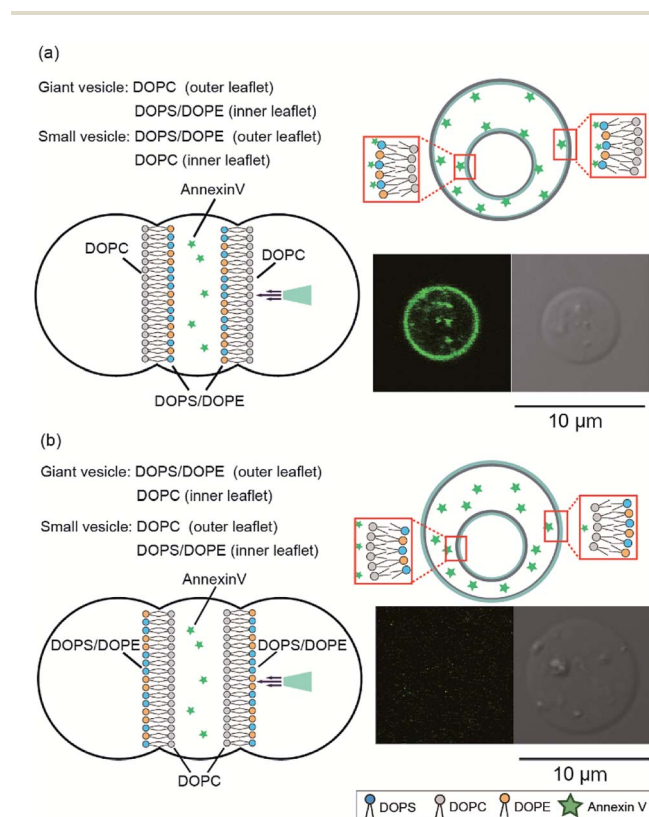 (a)
Giant vesicle: DOPC (outer leaflet)
DOPS/DOPE (inner leaflet)
Small vesicle: DOPS/DOPE (outer leaflet)
DOPC (inner leaflet)
AnnexinV
DOPC
DOPC
DOPS/DOPE
10 µm
(b)
Giant vesicle: DOPS/DOPE (outer leaflet)
DOPC (inner leaflet)
Small vesicle: DOPC (outer leaflet)
DOPS/DOPE (inner leaflet)
AnnexinV
DOPS/DOPE
DOPS/DOPE
DOPC
10 µm
DOPS DOPC DOPE Annexin V